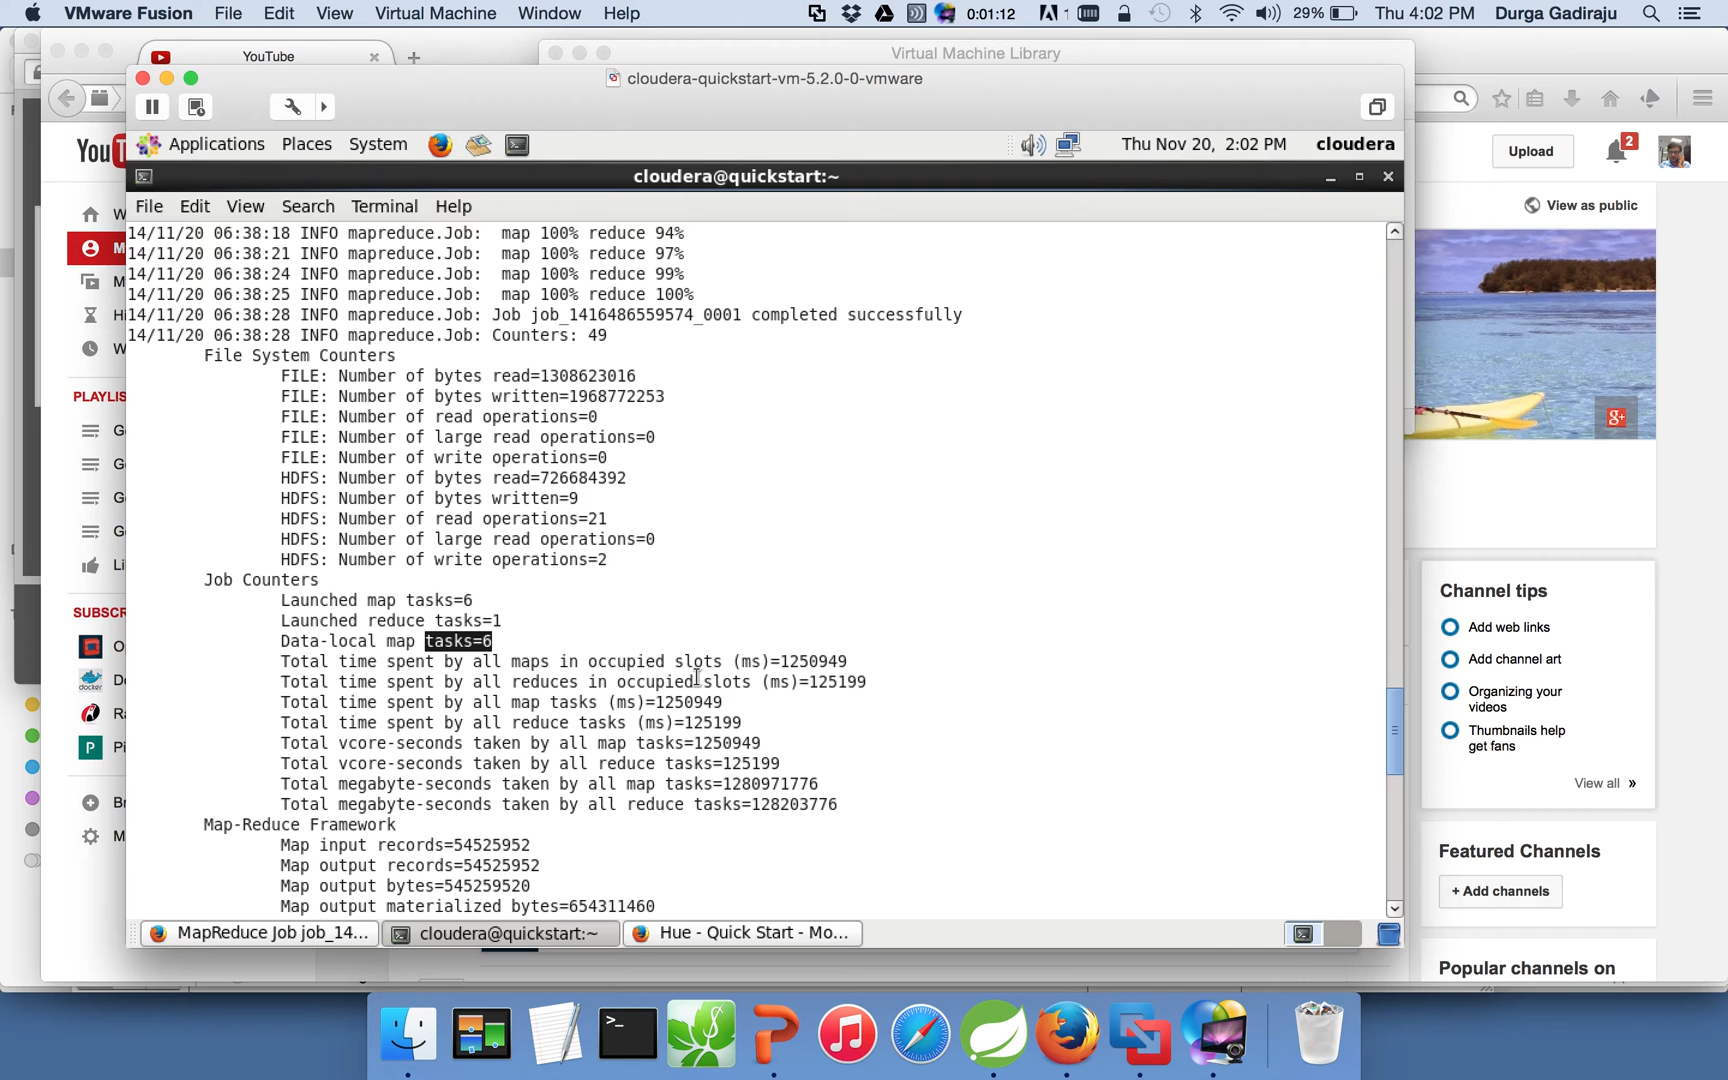 VMware Fusion File Edit View Virtual Machine Window Help 0:01:12 1 29% Thu 4:02 PM Durga Gadiraju
YouTube
Virtual Machine Library
cloudera-quickstart-vm-5.2.0-0-vmware
Applications Places System Thu Nov 20, 2:02 PM cloudera
You
Upload
2
cloudera@quickstart:~
File Edit View Search Terminal Help
View as public
14/11/20 06:38:18 INFO mapreduce.Job:  map 100% reduce 94%
14/11/20 06:38:21 INFO mapreduce.Job:  map 100% reduce 97%
14/11/20 06:38:24 INFO mapreduce.Job:  map 100% reduce 99%
14/11/20 06:38:25 INFO mapreduce.Job:  map 100% reduce 100%
14/11/20 06:38:28 INFO mapreduce.Job: Job job_1416486559574_0001 completed successfully
14/11/20 06:38:28 INFO mapreduce.Job: Counters: 49
File System Counters
FILE: Number of bytes read=1308623016
FILE: Number of bytes written=1968772253
FILE: Number of read operations=0
FILE: Number of large read operations=0
FILE: Number of write operations=0
HDFS: Number of bytes read=726684392
HDFS: Number of bytes written=9
HDFS: Number of read operations=21
HDFS: Number of large read operations=0
HDFS: Number of write operations=2
Job Counters
Launched map tasks=6
Launched reduce tasks=1
Data-local map tasks=6
Total time spent by all maps in occupied slots (ms)=1250949
Total time spent by all reduces in occupied slots (ms)=125199
Total time spent by all map tasks (ms)=1250949
Total time spent by all reduce tasks (ms)=125199
Total vcore-seconds taken by all map tasks=1250949
Total vcore-seconds taken by all reduce tasks=125199
Total megabyte-seconds taken by all map tasks=1280971776
Total megabyte-seconds taken by all reduce tasks=128203776
Map-Reduce Framework
Map input records=54525952
Map output records=54525952
Map output bytes=545259520
Map output materialized bytes=654311460
MapReduce Job job_14... cloudera@quickstart:~ Hue - Quick Start - Mo...
PLAYLIS
SUBSCR
g+
Channel tips
Add web links
Add channel art
Organizing your
videos
Thumbnails help
get fans
View all »
Featured Channels
+ Add channels
Popular channels on